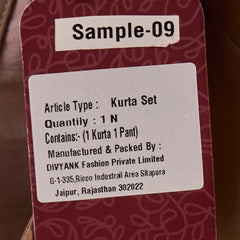 Sample-09
Article Type : Kurta Set
Quantity : 1 N
Contains:- (1 Kurta 1 Pant)
Manufactured & Packed By :
DIVYANK Fashion Private Limited
G-1-335,Ricco Industrail Area Sitapura
Jaipur, Rajasthan 302022